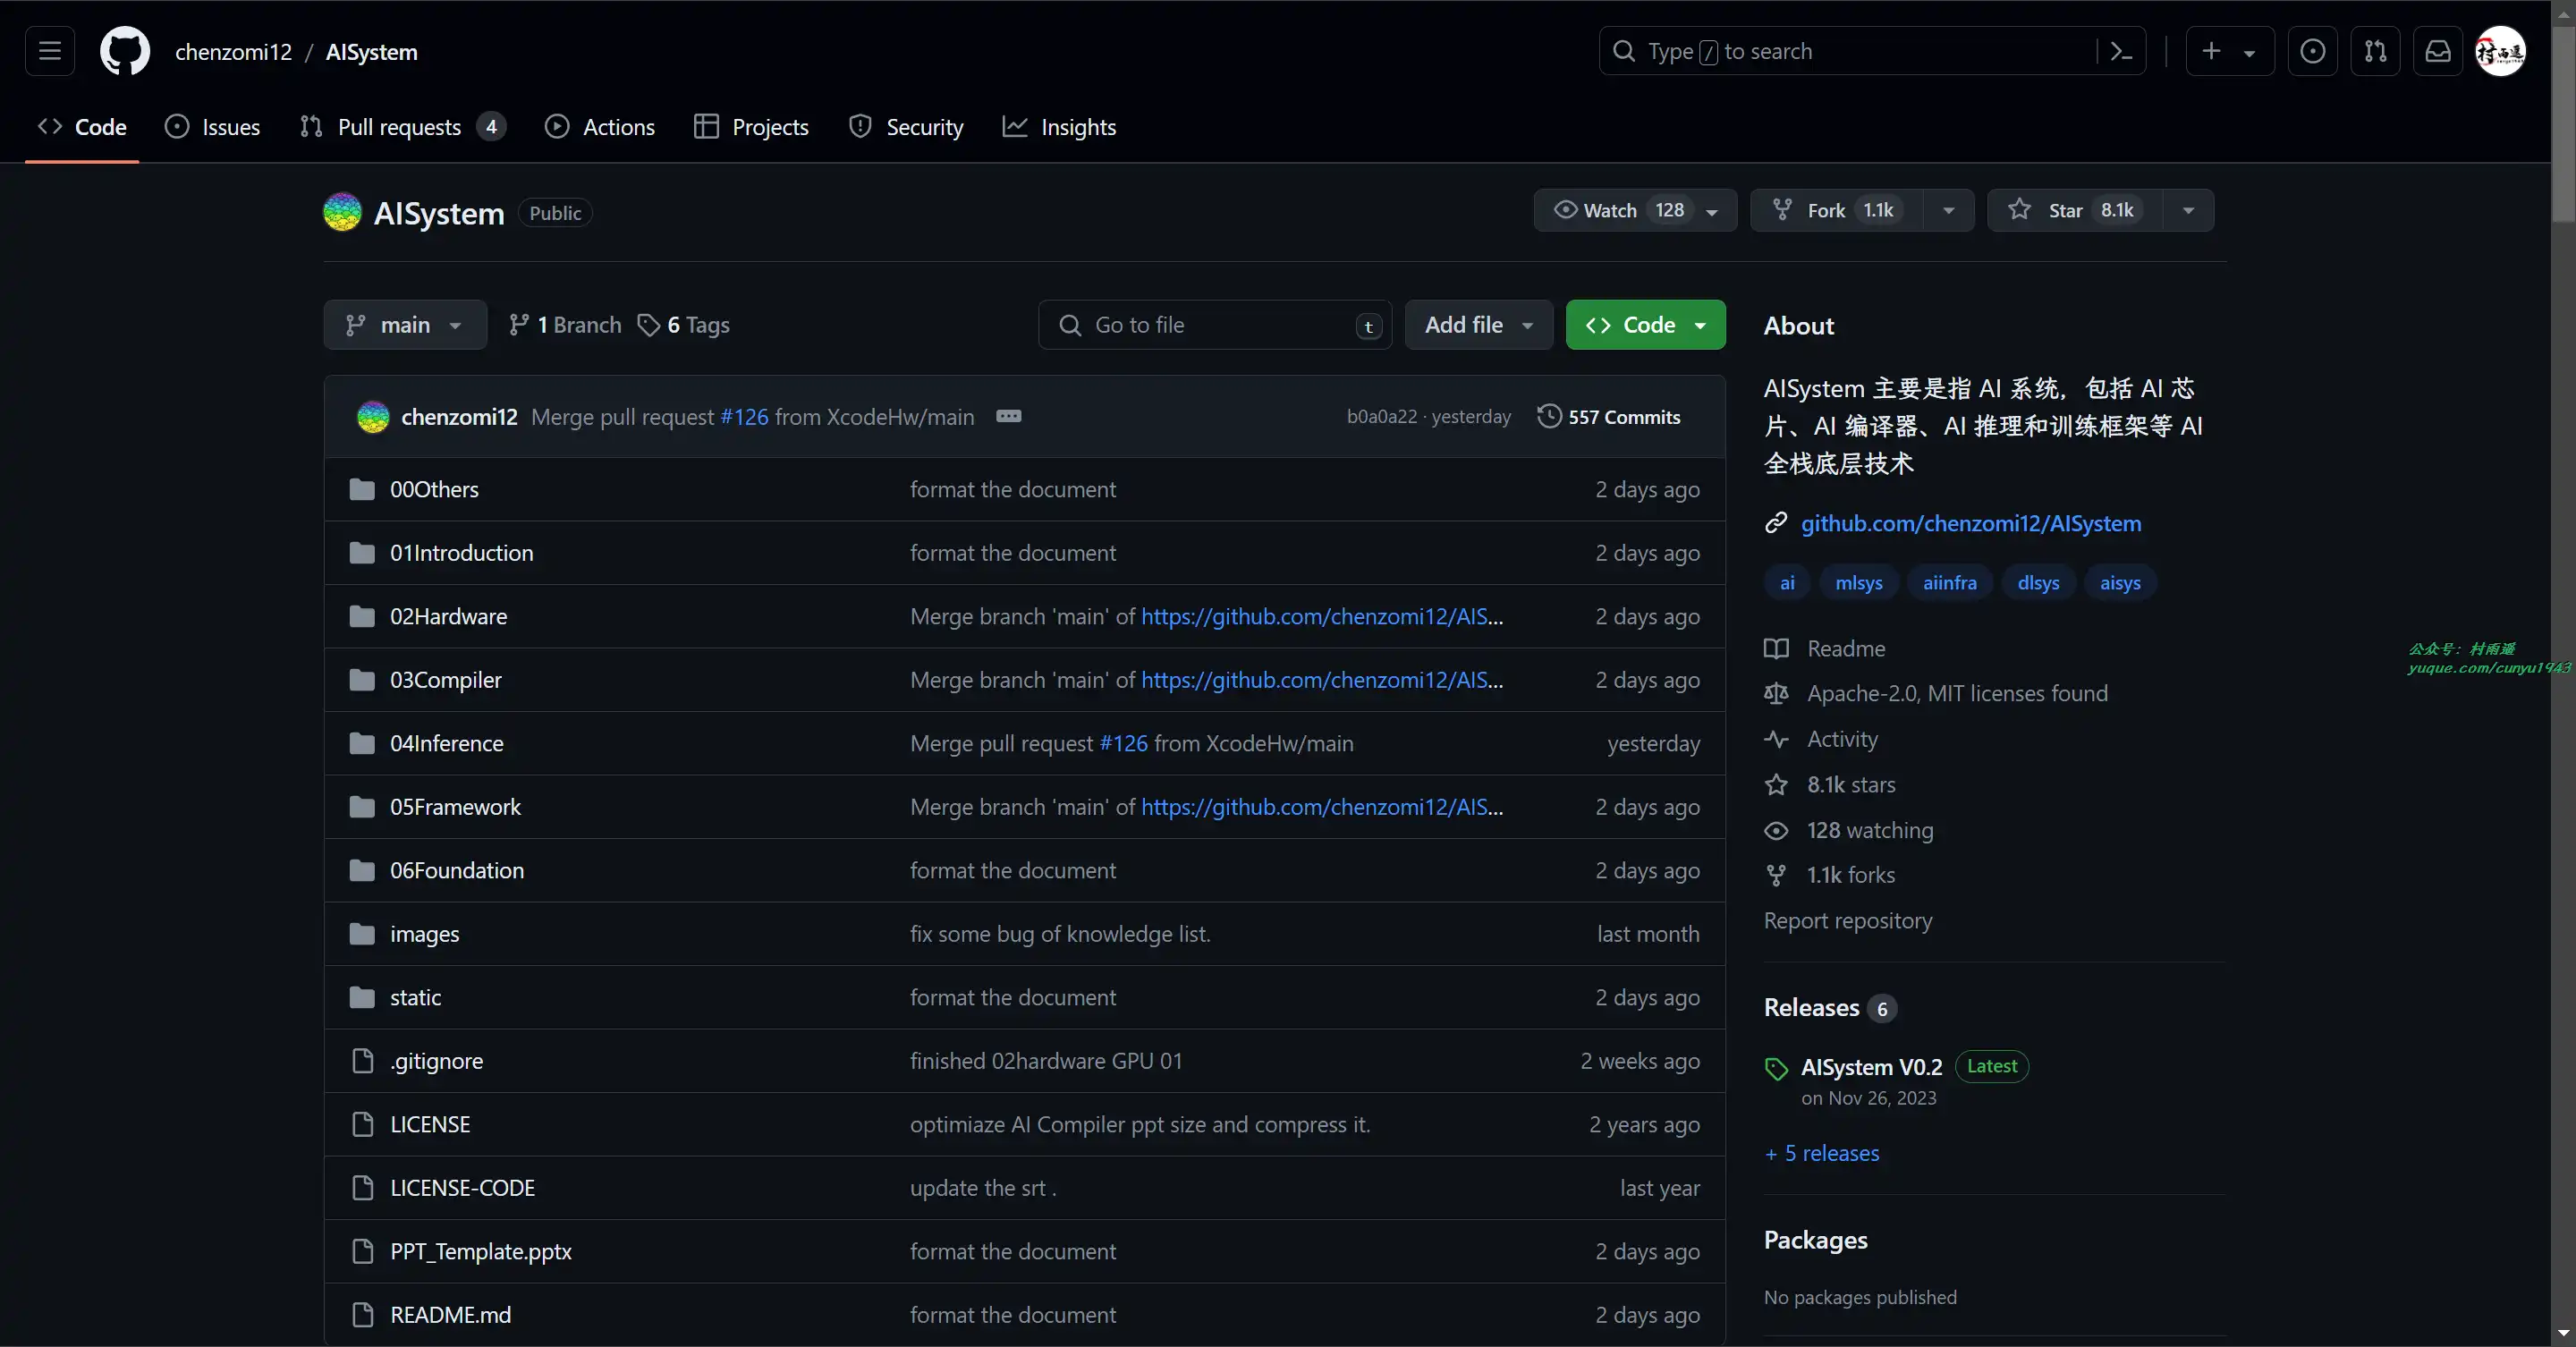 chenzomi12 / AISystem
Type / to search
Code
Issues
Pull requests 4
Actions
Projects
Security
Insights
AISystem Public
Watch 128
Fork 1.1k
Star 8.1k
main
1 Branch
6 Tags
Go to file t
Add file
Code
chenzomi12 Merge pull request #126 from XcodeHw/main
b0a0a22 · yesterday
557 Commits
00Others format the document 2 days ago
01Introduction format the document 2 days ago
02Hardware Merge branch 'main' of https://github.com/chenzomi12/AIS... 2 days ago
03Compiler Merge branch 'main' of https://github.com/chenzomi12/AIS... 2 days ago
04Inference Merge pull request #126 from XcodeHw/main yesterday
05Framework Merge branch 'main' of https://github.com/chenzomi12/AIS... 2 days ago
06Foundation format the document 2 days ago
images fix some bug of knowledge list. last month
static format the document 2 days ago
.gitignore finished 02hardware GPU 01 2 weeks ago
LICENSE optimiaze AI Compiler ppt size and compress it. 2 years ago
LICENSE-CODE update the srt . last year
PPT_Template.pptx format the document 2 days ago
README.md format the document 2 days ago
About
AISystem 主要是指 AI 系统，包括 AI 芯
片、AI 编译器、AI 推理和训练框架等 AI
全栈底层技术
github.com/chenzomi12/AISystem
ai mlsys aiinfra dlsys aisys
Readme
Apache-2.0, MIT licenses found
Activity
8.1k stars
128 watching
1.1k forks
Report repository
Releases 6
AISystem V0.2 Latest
on Nov 26, 2023
+ 5 releases
Packages
No packages published
公众号：村雨遥
yuque.com/cunyu1943